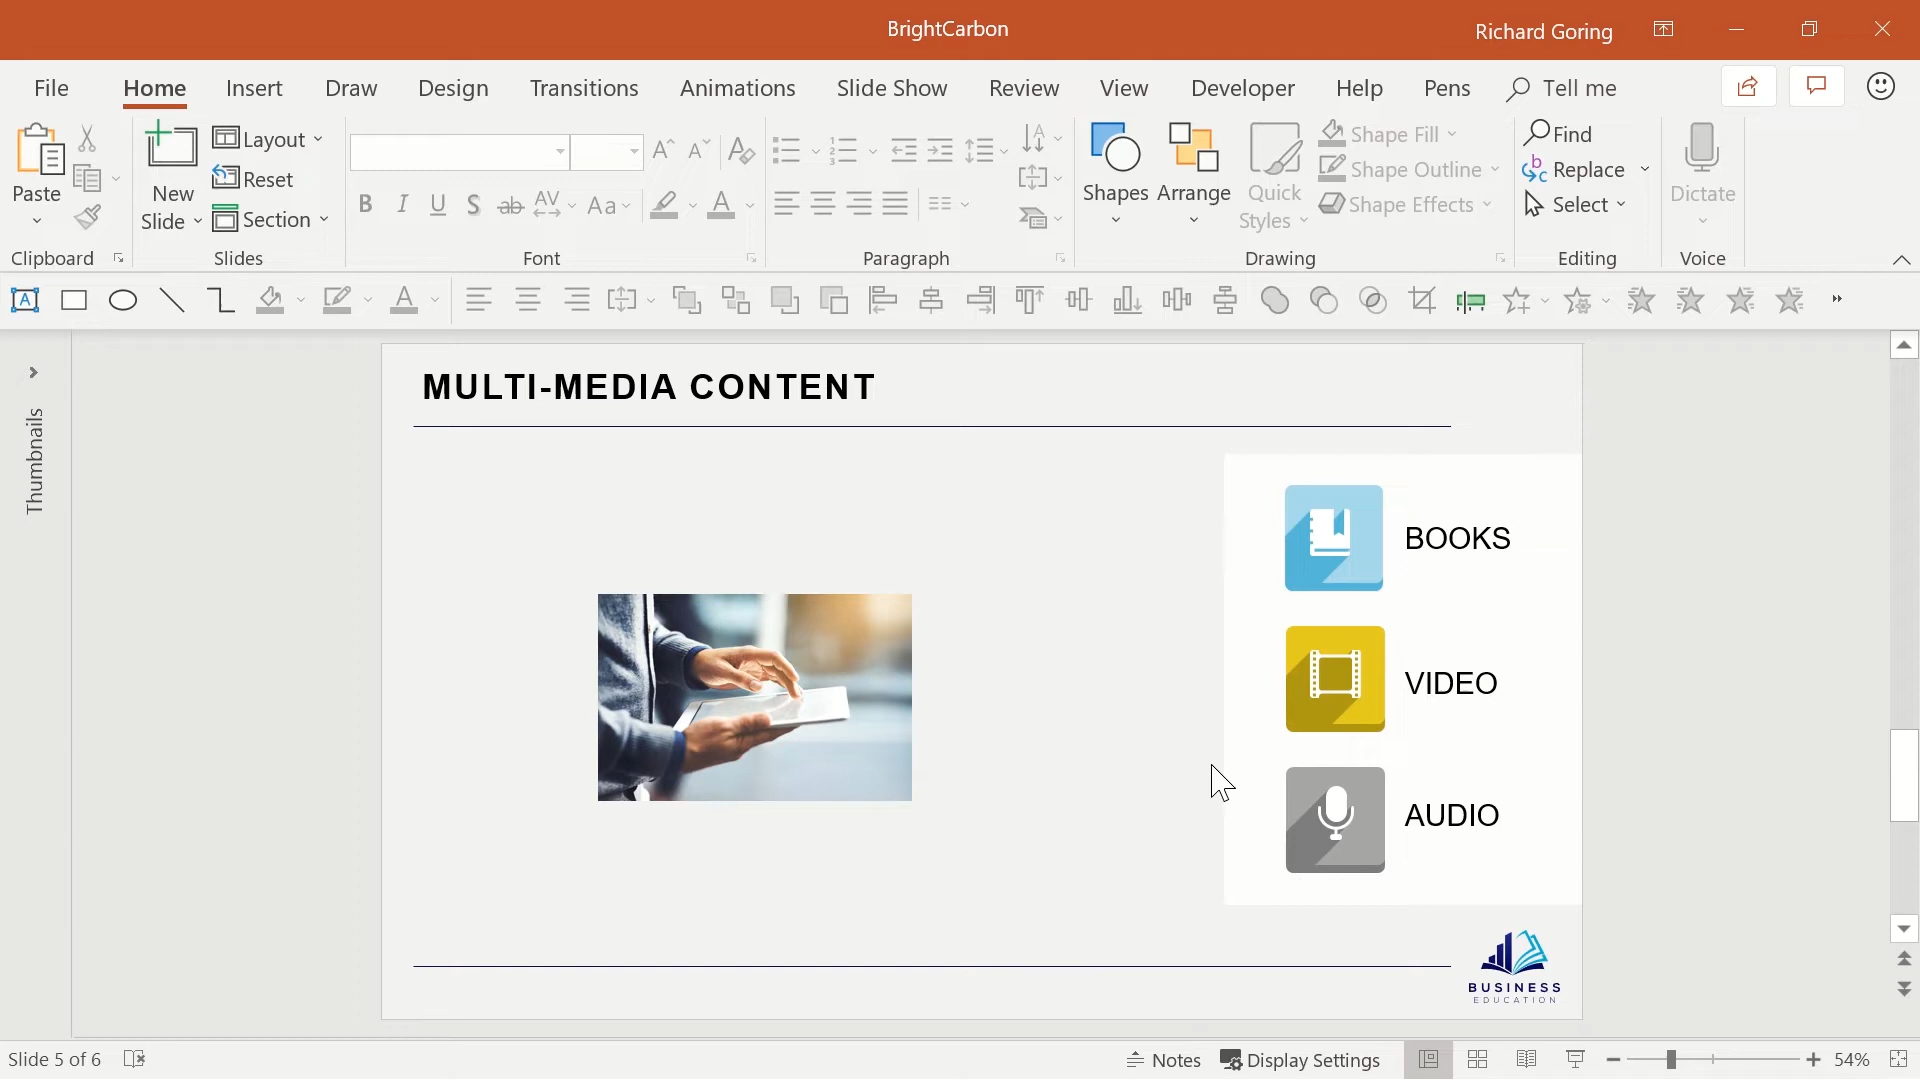 BrightCarbon
Richard Goring
File Home Insert Draw Design Transitions Animations Slide Show Review View Developer Help Pens Tell me
Paste
New
Slide
Layout
Reset
Section
B I U S ab AV Aa A
Shapes Arrange Quick
Styles
Shape Fill
Shape Outline
Shape Effects
Find
Replace
Select
Dictate
Clipboard Slides Font Paragraph Drawing Editing Voice
Thumbnails
MULTI-MEDIA CONTENT
BOOKS
VIDEO
AUDIO
BUSINESS
EDUCATION
Slide 5 of 6 Notes Display Settings 54%